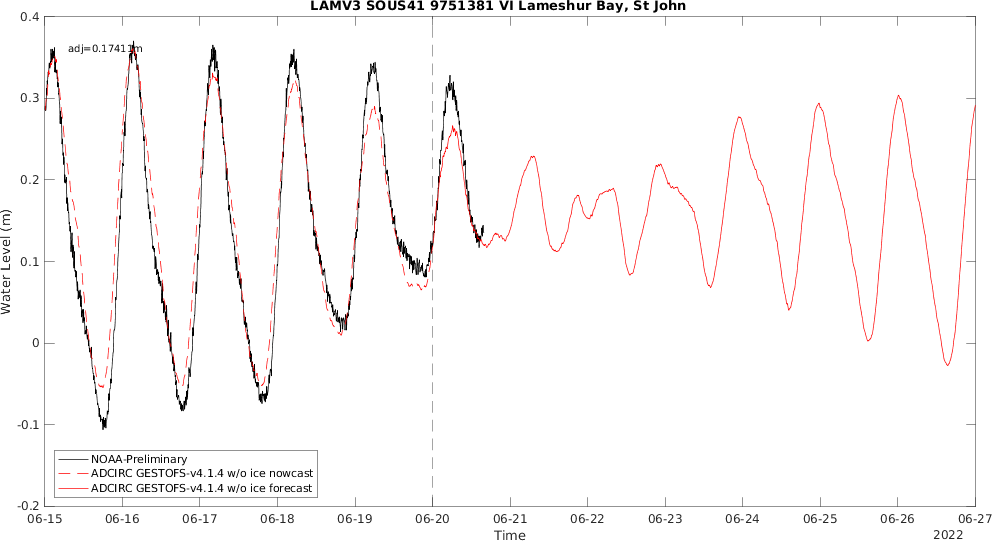 LAMV3 SOUS41 9751381 VI Lameshur Bay, St John
adj=0.17411m
0.4
0.3
0.2
0.1
0
-0.1
-0.2
Water Level (m)
NOAA-Preliminary
ADCIRC GESTOFS-v4.1.4 w/o ice nowcast
ADCIRC GESTOFS-v4.1.4 w/o ice forecast
06-15 06-16 06-17 06-18 06-19 06-20 06-21 06-22 06-23 06-24 06-25 06-26 06-27
Time
2022